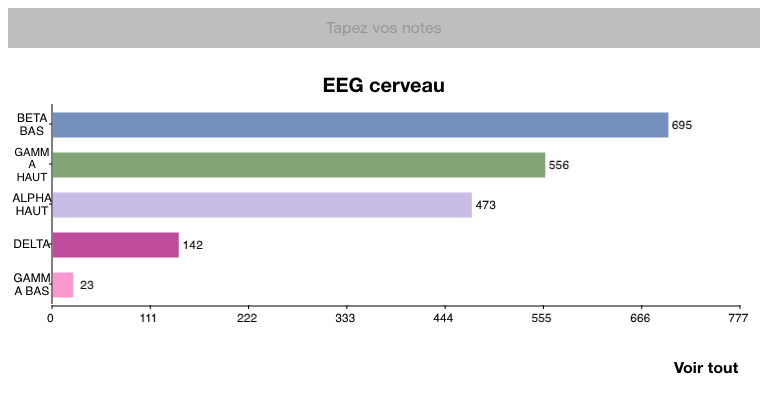 Tapez vos notes
EEG cerveau
BETA
BAS
695
GAMM
A
HAUT
556
ALPHA
HAUT
473
DELTA
142
GAMM
A BAS
23
0 111 222 333 444 555 666 777
Voir tout